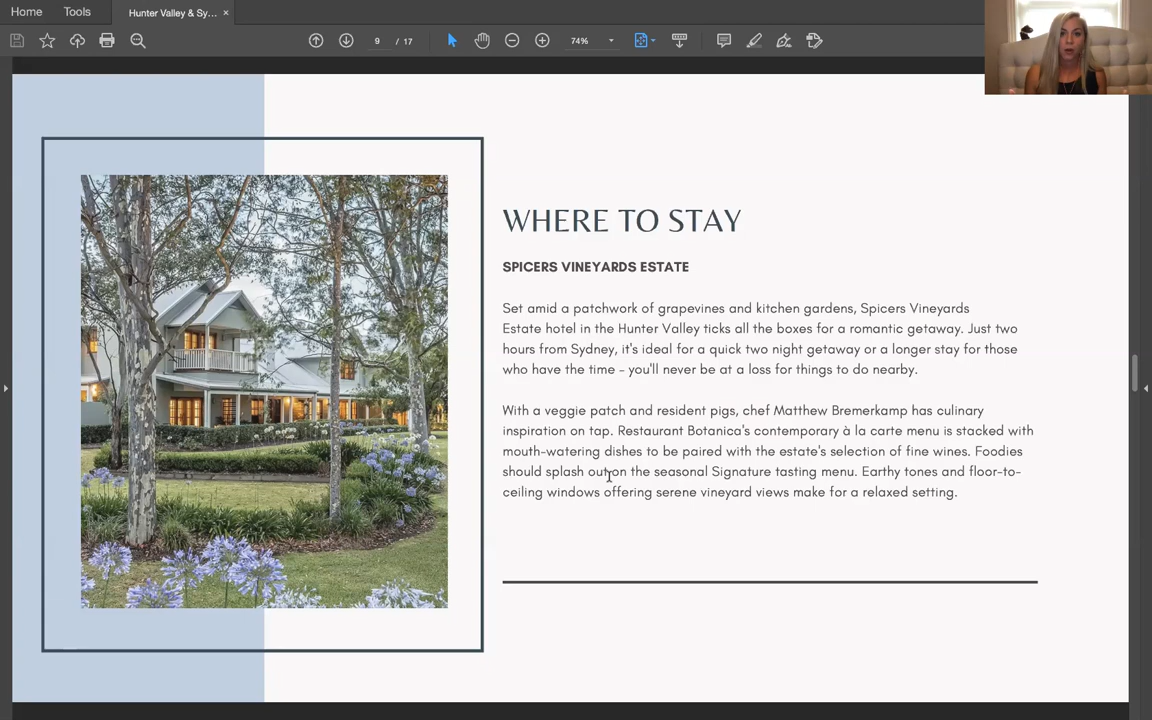 Home
Tools
Hunter Valley & Sy... ×
9 / 17
74%
WHERE TO STAY
SPICERS VINEYARDS ESTATE
Set amid a patchwork of grapevines and kitchen gardens, Spicers Vineyards
Estate hotel in the Hunter Valley ticks all the boxes for a romantic getaway. Just two
hours from Sydney, it's ideal for a quick two night getaway or a longer stay for those
who have the time - you'll never be at a loss for things to do nearby.
With a veggie patch and resident pigs, chef Matthew Bremerkamp has culinary
inspiration on tap. Restaurant Botanica's contemporary à la carte menu is stacked with
mouth-watering dishes to be paired with the estate's selection of fine wines. Foodies
should splash out on the seasonal Signature tasting menu. Earthy tones and floor-to-
ceiling windows offering serene vineyard views make for a relaxed setting.